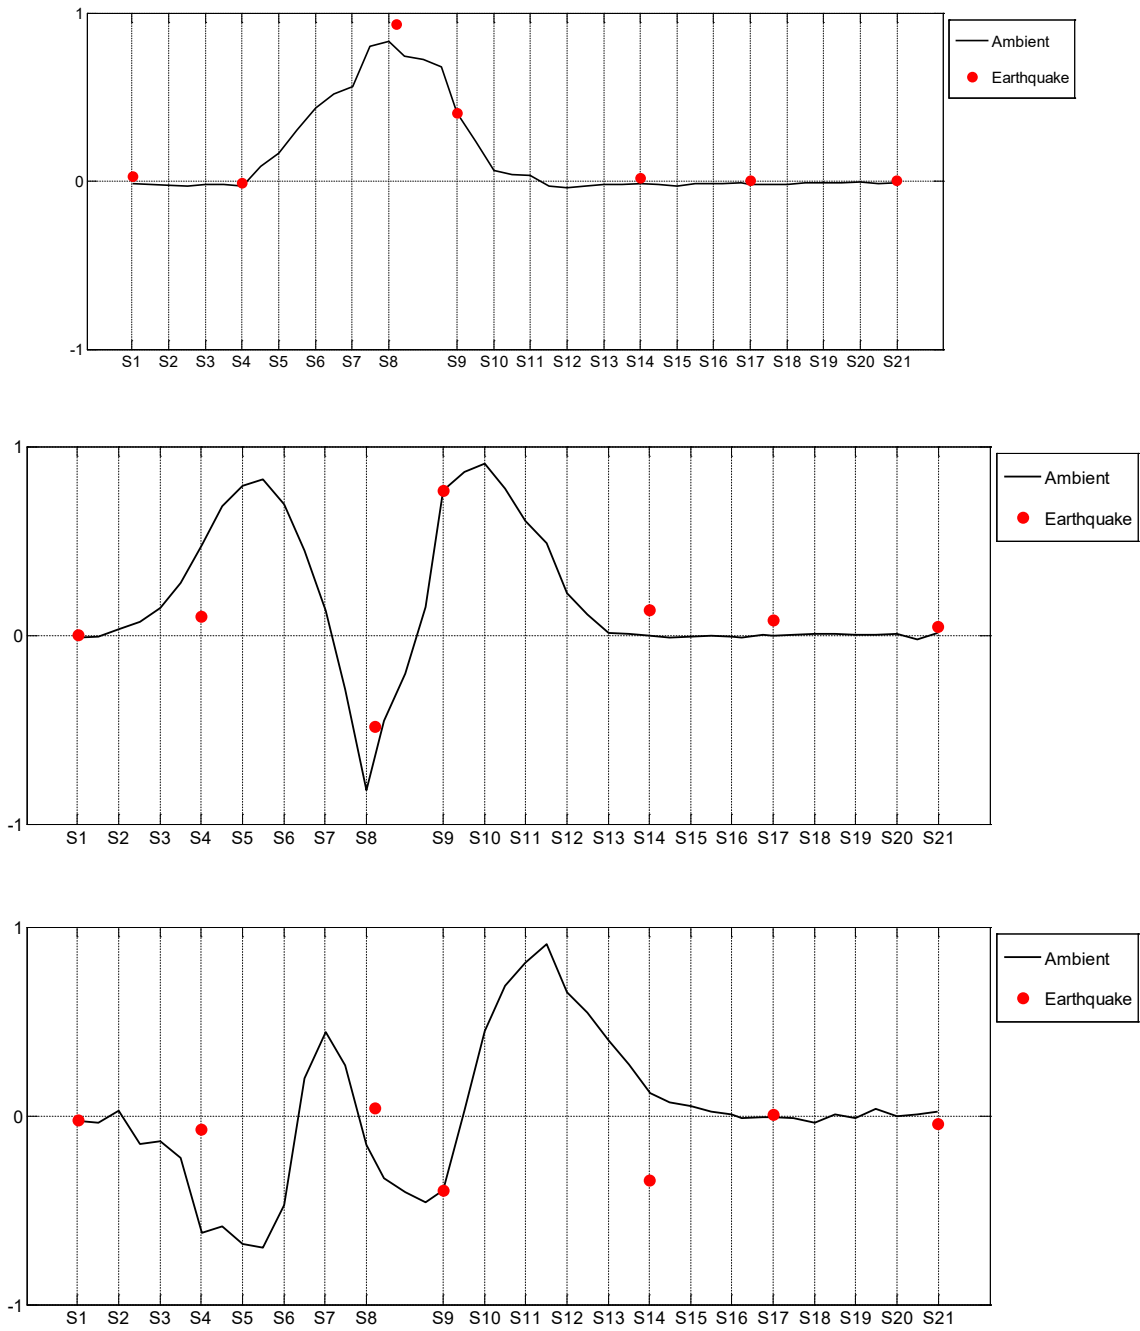 1
Ambient
Earthquake
0
-1
S1 S2 S3 S4 S5 S6 S7 S8 S9 S10 S11 S12 S13 S14 S15 S16 S17 S18 S19 S20 S21
1
Ambient
Earthquake
0
-1
S1 S2 S3 S4 S5 S6 S7 S8 S9 S10 S11 S12 S13 S14 S15 S16 S17 S18 S19 S20 S21
1
Ambient
Earthquake
0
-1
S1 S2 S3 S4 S5 S6 S7 S8 S9 S10 S11 S12 S13 S14 S15 S16 S17 S18 S19 S20 S21